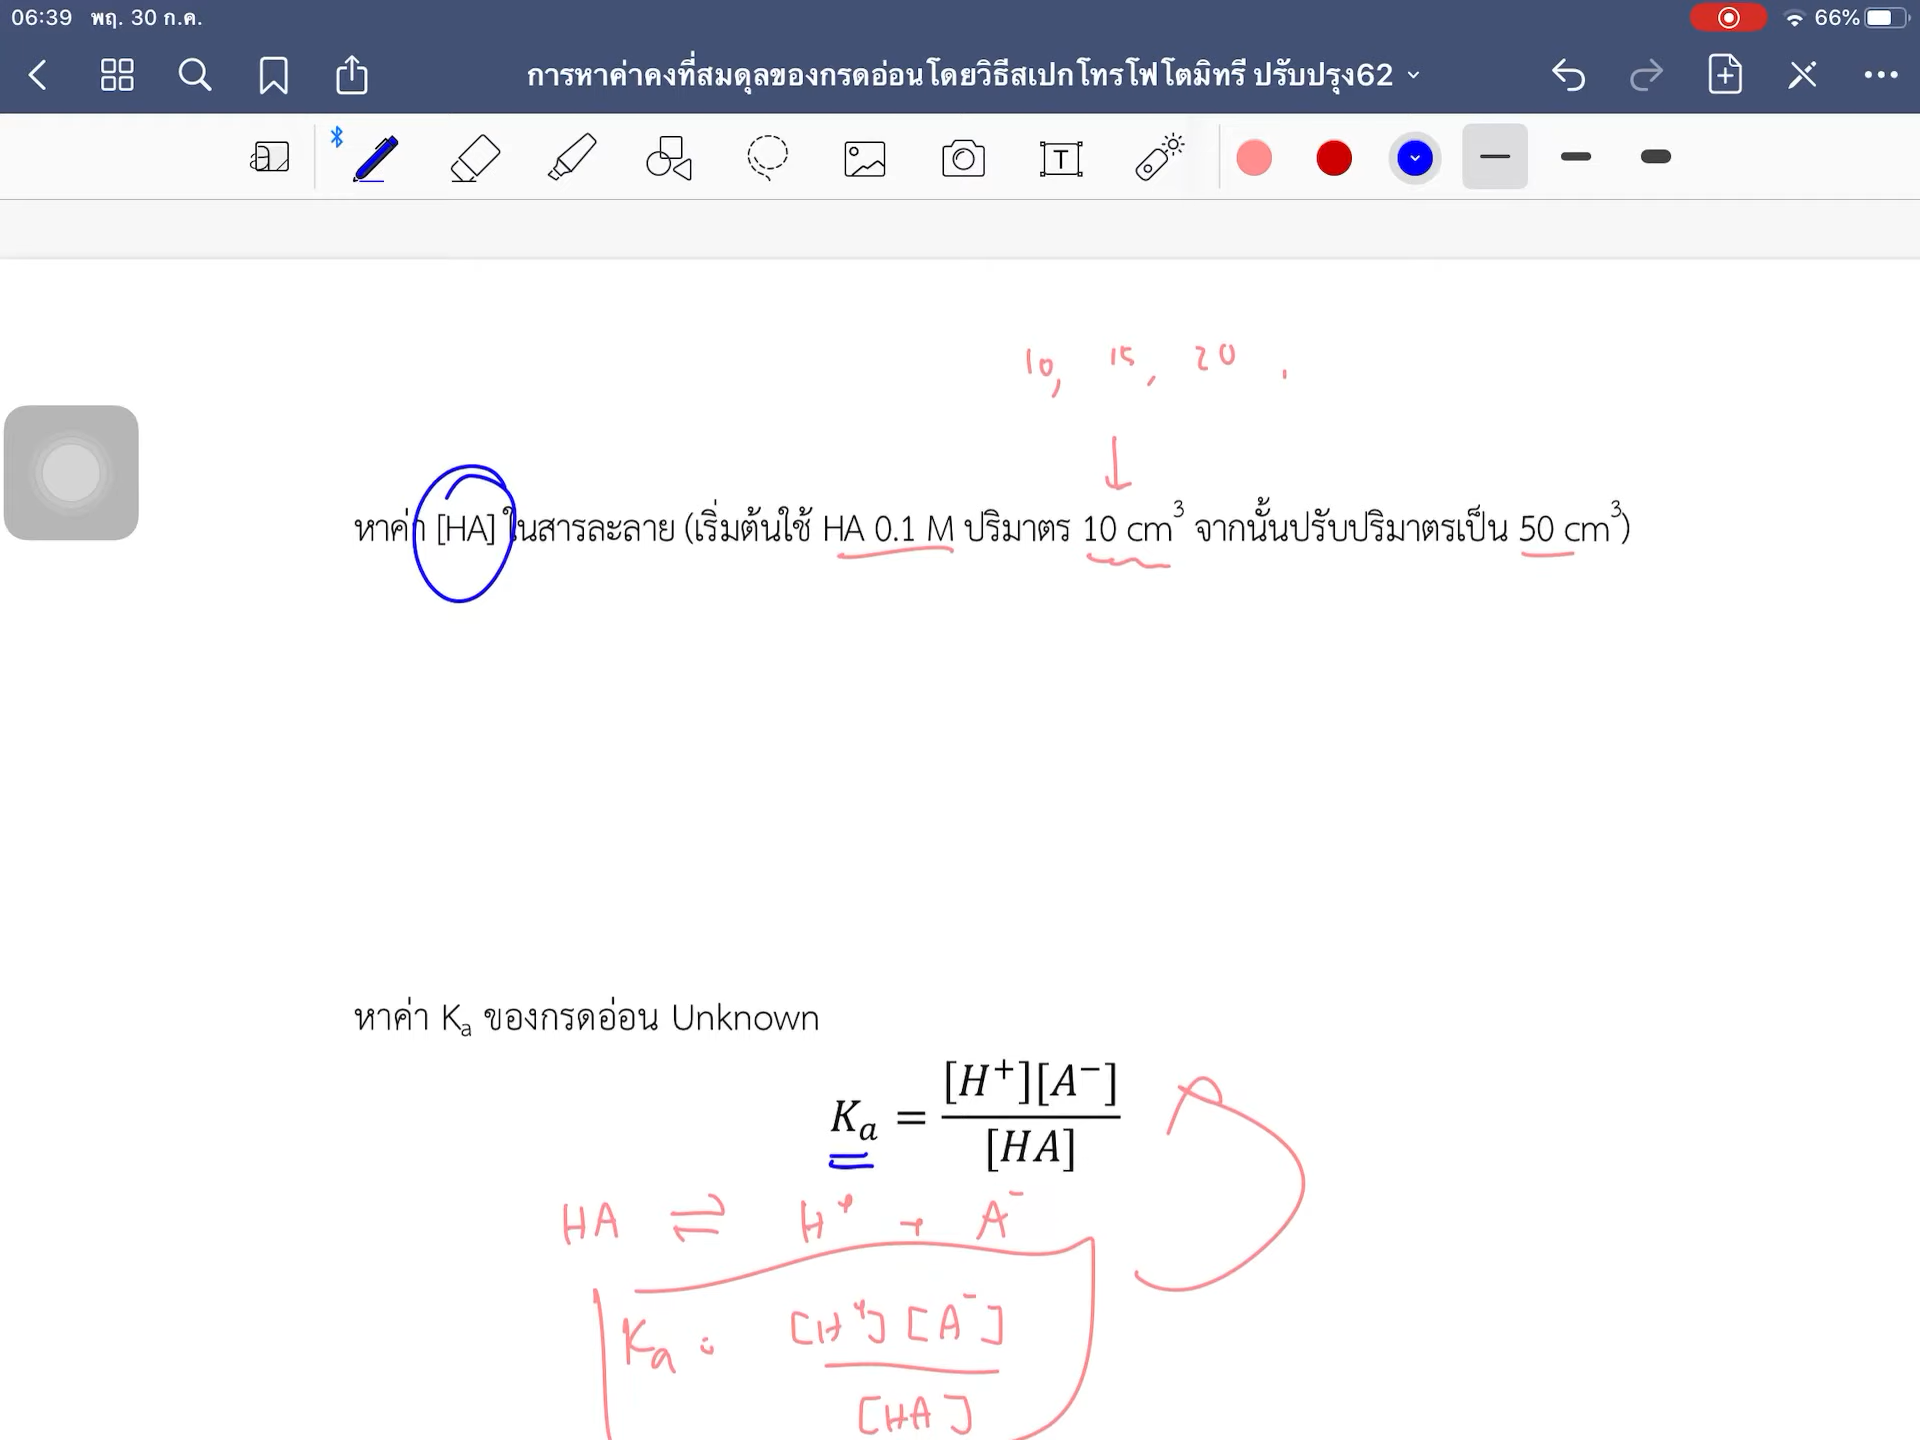 06:39 พฤ. 30 ก.ค. 66%
การหาค่าคงที่สมดุลของกรดอ่อนโดยวิธีสเปกโทรโฟโตมิทรี ปรับปรุง62
a T
10, 15, 20 .
หาค่า [HA] ในสารละลาย (เริ่มต้นใช้ HA 0.1 M ปริมาตร 10 cm³ จากนั้นปรับปริมาตรเป็น 50 cm³)
หาค่า Kₐ ของกรดอ่อน Unknown
Kₐ = [H⁺][A⁻] / [HA]
HA ⇌ H⁺ + A⁻
Kₐ = [H⁺][A⁻]
[HA]